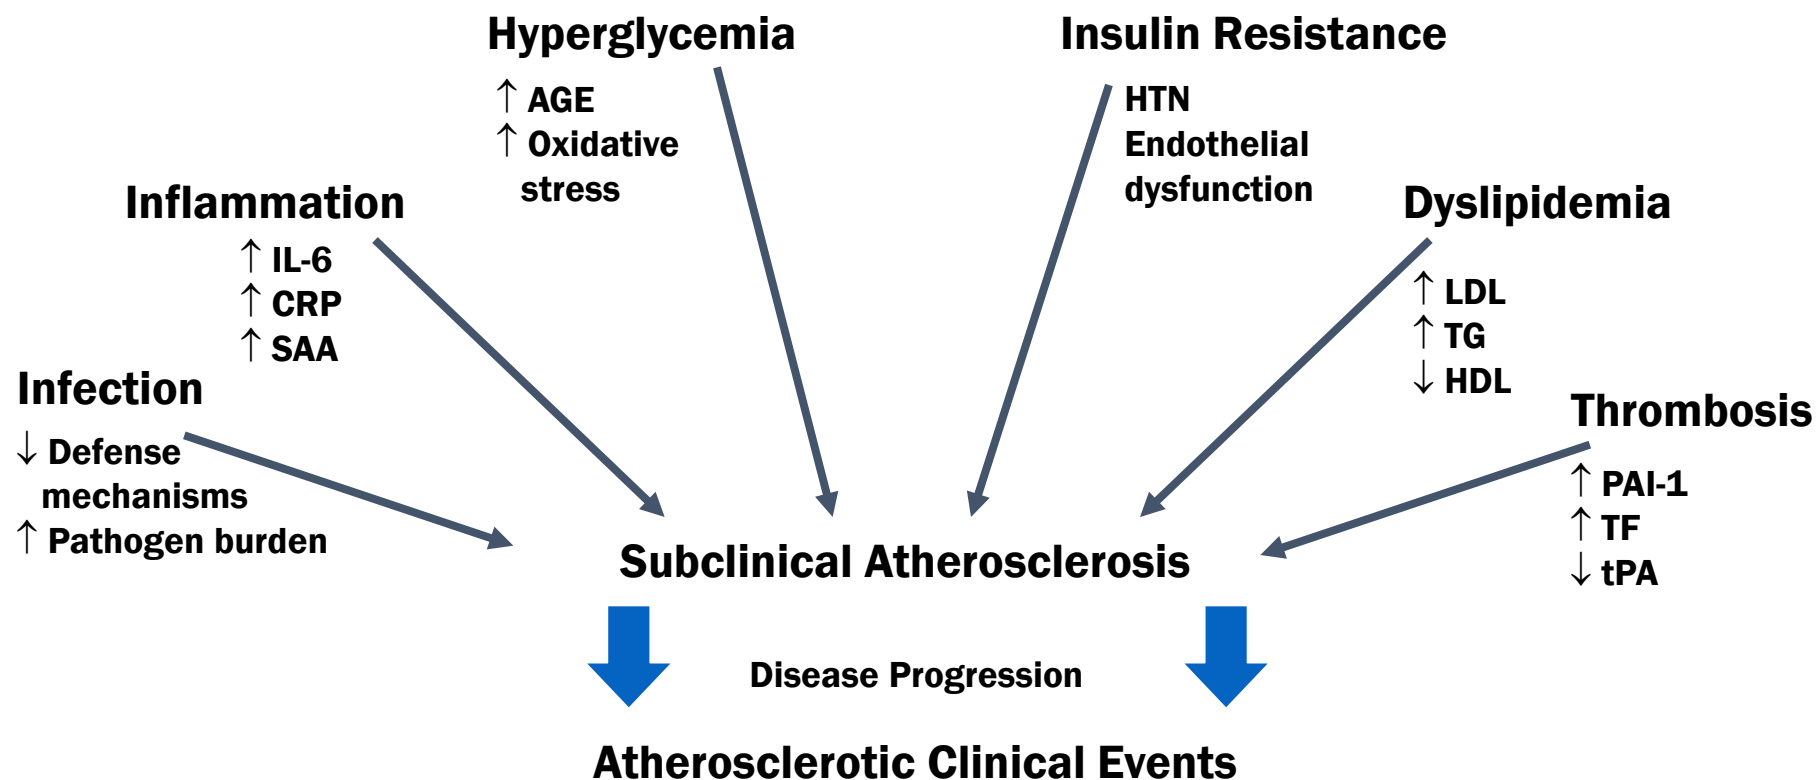 Hyperglycemia
↑ AGE
↑ Oxidative
stress
Insulin Resistance
HTN
Endothelial
dysfunction
Inflammation
↑ IL-6
↑ CRP
↑ SAA
Dyslipidemia
↑ LDL
↑ TG
↓ HDL
Infection
↓ Defense
mechanisms
↑ Pathogen burden
Thrombosis
↑ PAI-1
↑ TF
↓ tPA
Subclinical Atherosclerosis
Disease Progression
Atherosclerotic Clinical Events